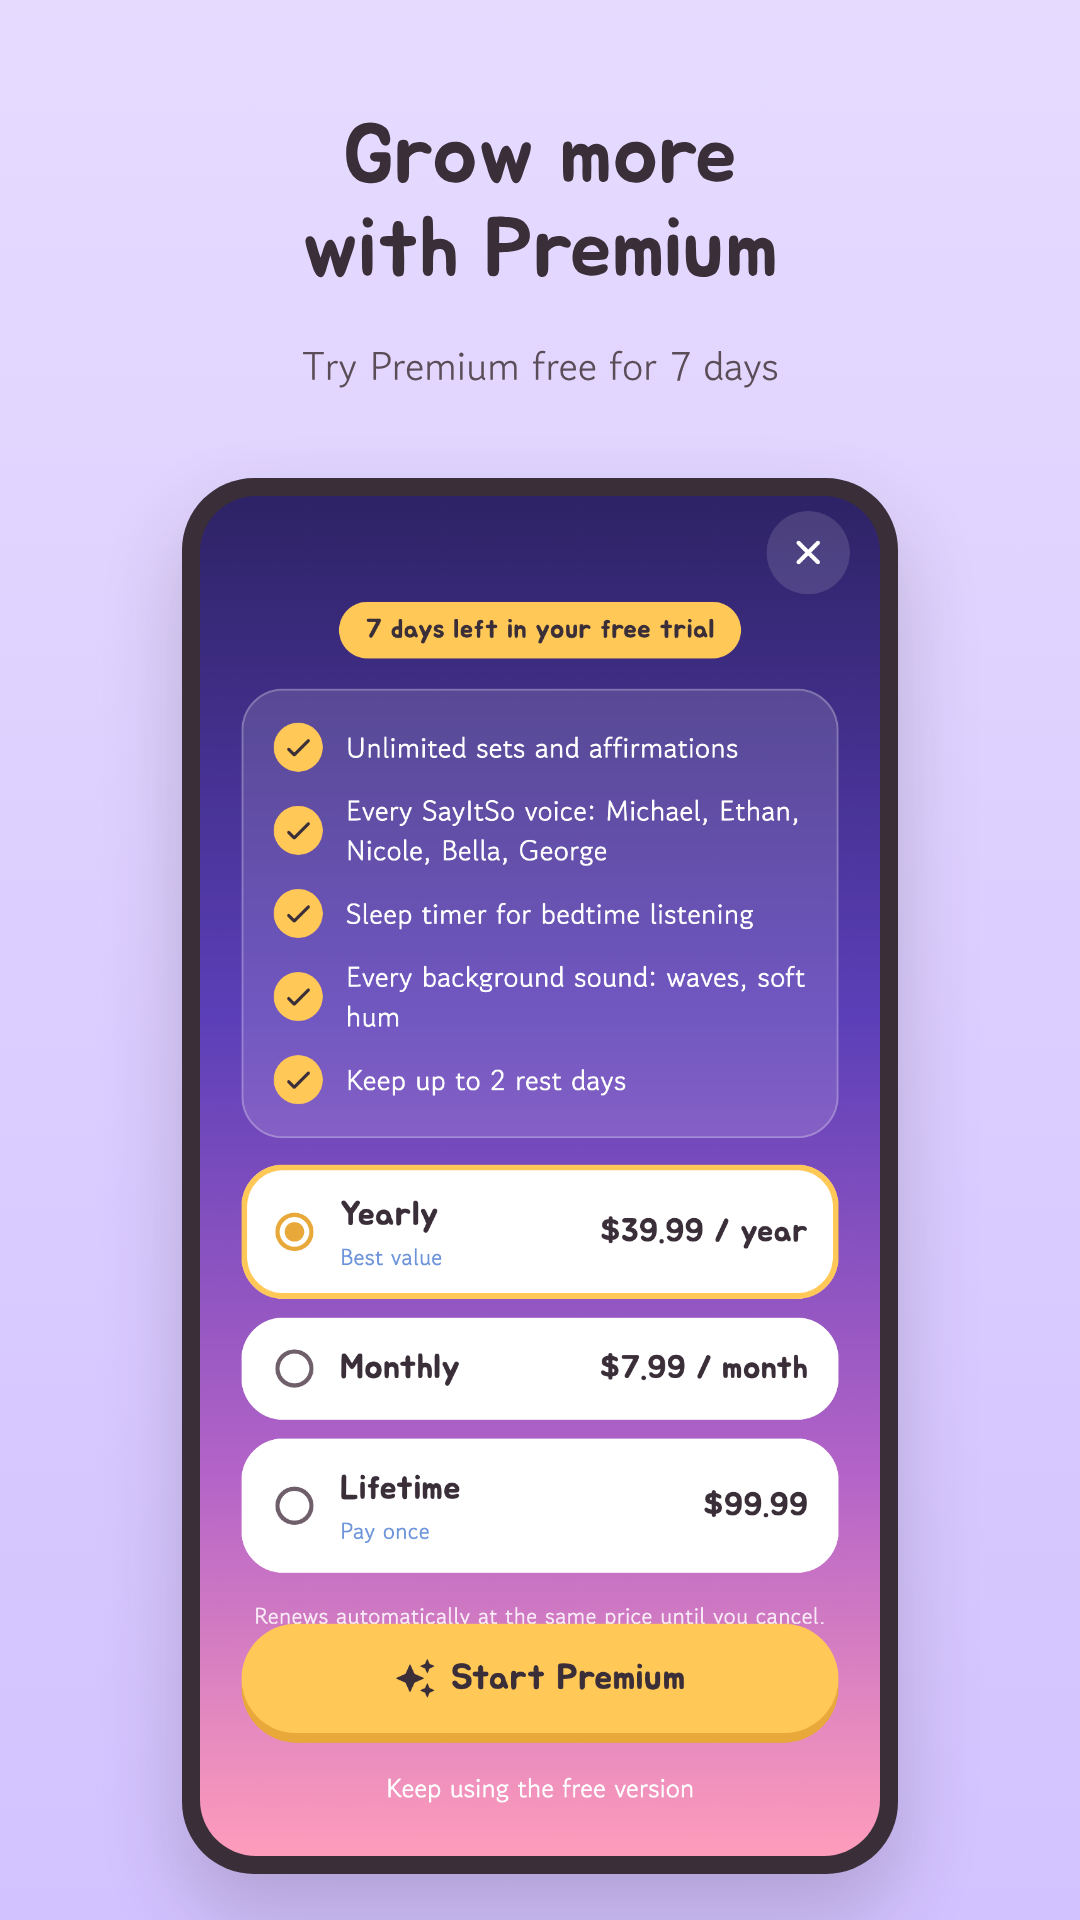 Grow more
with Premium
Try Premium free for 7 days
7 days left in your free trial
Unlimited sets and affirmations
Every SayItSo voice: Michael, Ethan,
Nicole, Bella, George
Sleep timer for bedtime listening
Every background sound: waves, soft
hum
Keep up to 2 rest days
Yearly
Best value
$39.99 / year
Monthly
$7.99 / month
Lifetime
Pay once
$99.99
Renews automatically at the same price until you cancel.
Start Premium
Keep using the free version